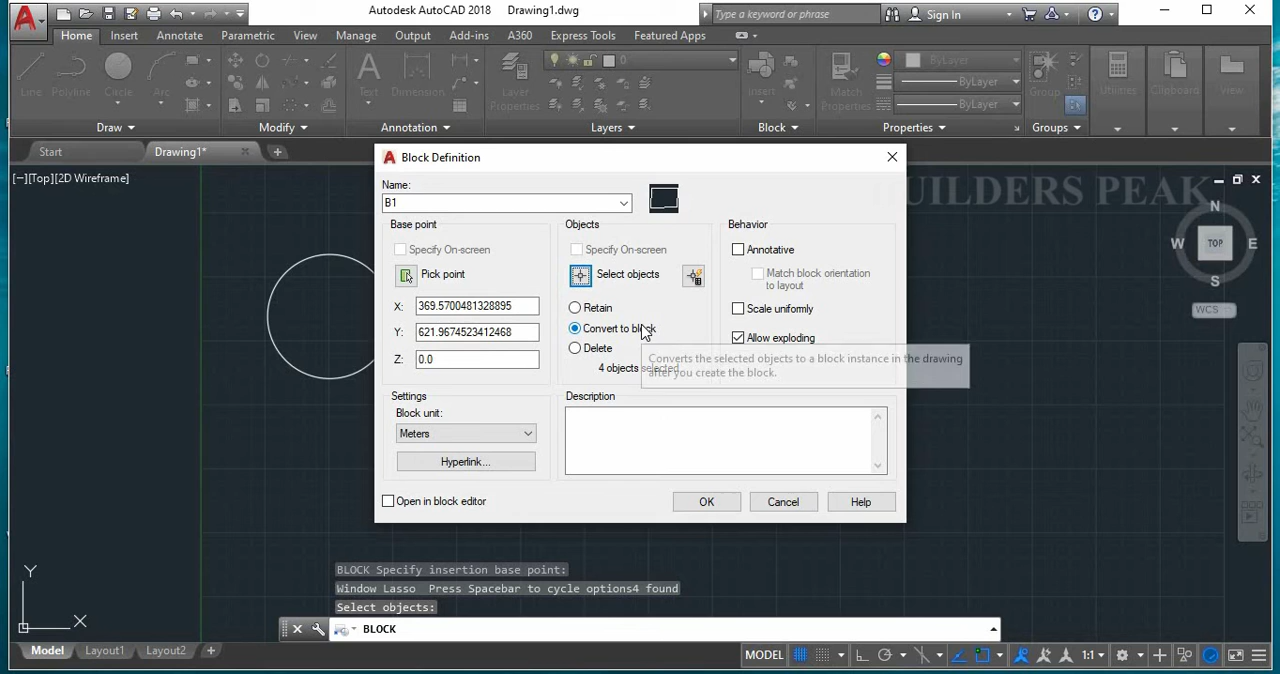 Autodesk AutoCAD 2018 Drawing1.dwg
Type a keyword or phrase
Sign In
Home Insert Annotate Parametric View Manage Output Add-ins A360 Express Tools Featured Apps
0
ByLayer
Line Polyline Circle Arc Text Dimension Layer Insert Match Group Utilities Clipboard View
ByLayer
Properties Properties
ByLayer
Draw Modify Annotation Layers Block Properties Groups
Start Drawing1*
[−][Top][2D Wireframe]
BUILDERS PEAK
N
W TOP E
S
WCS
Block Definition
Name:
B1
Base point
Specify On-screen
Pick point
X: 369.5700481328895
Y: 621.9674523412468
Z: 0.0
Objects
Specify On-screen
Select objects
Retain
Convert to block
Delete
4 objects selected
Behavior
Annotative
Match block orientation
to layout
Scale uniformly
Allow exploding
Converts the selected objects to a block instance in the drawing
after you create the block.
Settings
Block unit:
Meters
Hyperlink...
Description
Open in block editor
OK Cancel Help
BLOCK Specify insertion base point:
Window Lasso Press Spacebar to cycle options4 found
Select objects:
BLOCK
Y
X
Model Layout1 Layout2
MODEL 1:1